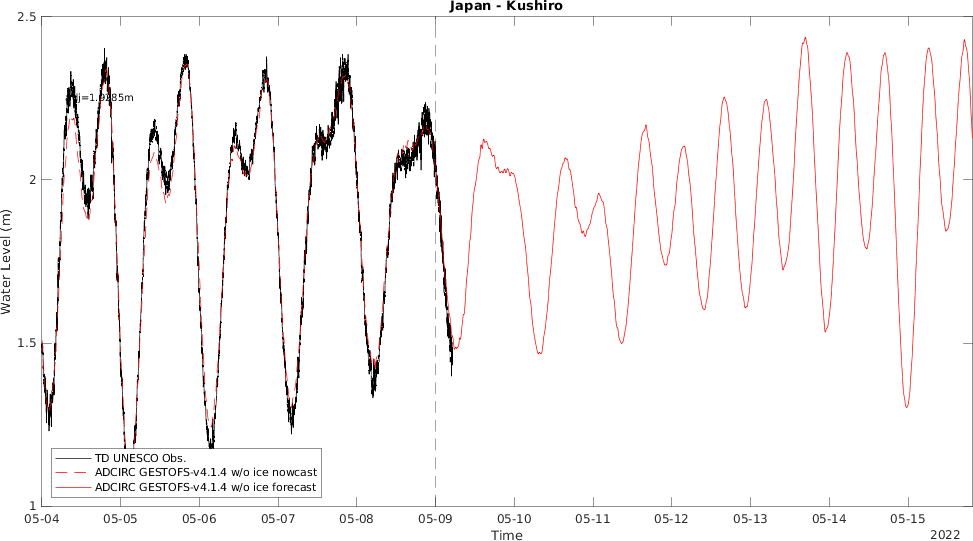 Japan - Kushiro
2.5
2
1.5
1
Water Level (m)
TD UNESCO Obs.
ADCIRC GESTOFS-v4.1.4 w/o ice nowcast
ADCIRC GESTOFS-v4.1.4 w/o ice forecast
05-04 05-05 05-06 05-07 05-08 05-09 05-10 05-11 05-12 05-13 05-14 05-15
Time
2022